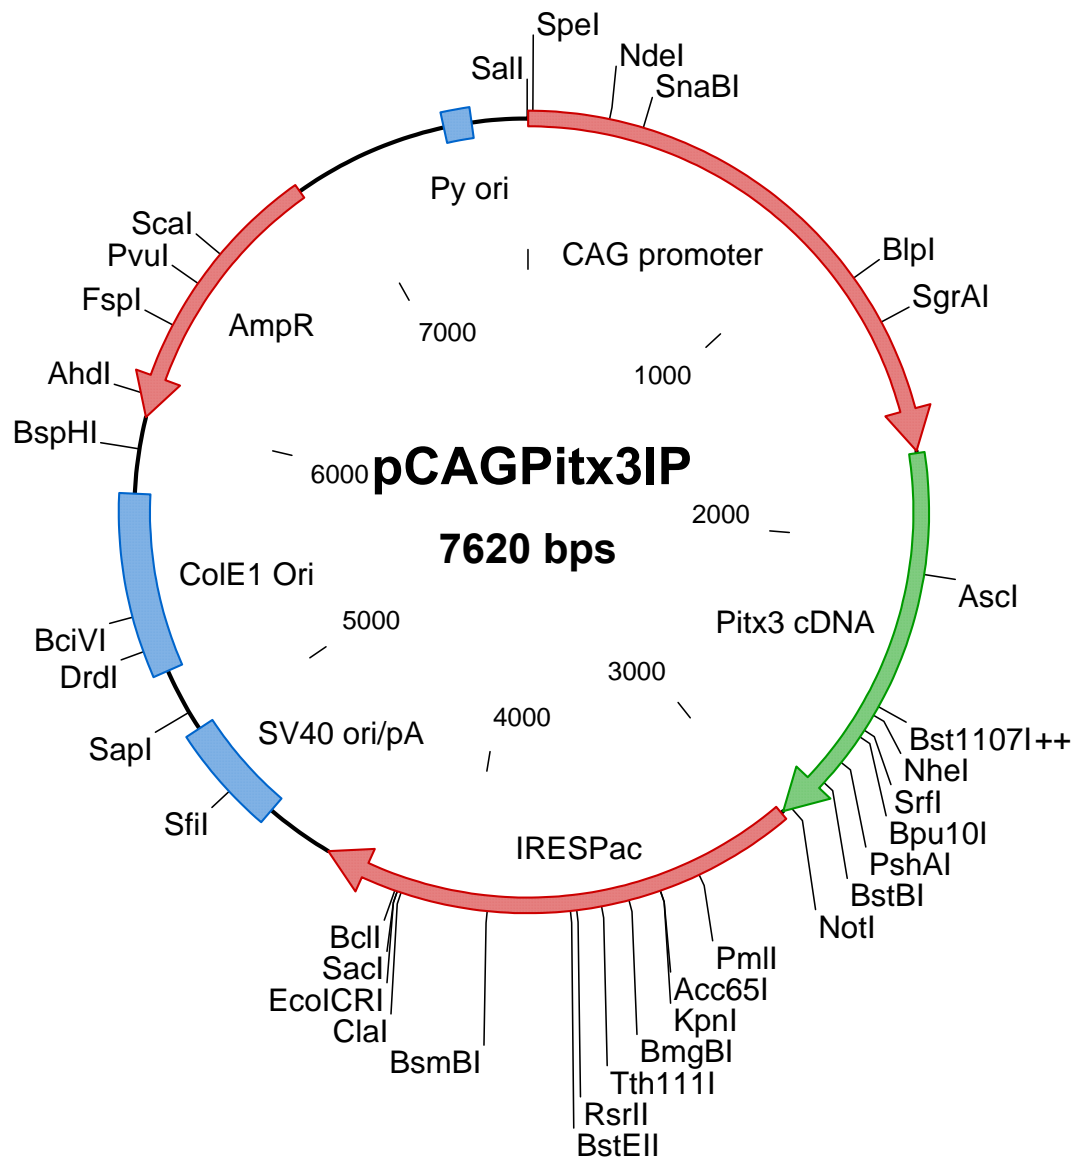 SpeI
SalI
NdeI
SnaBI
Py ori
CAG promoter
ScaI
PvuI
FspI
AmpR
AhdI
BspHI
BlpI
SgrAI
7000
1000
6000
pCAGPitx3IP
7620 bps
2000
ColE1 Ori
5000
Pitx3 cDNA
AscI
BciVI
DrdI
3000
4000
SV40 ori/pA
SapI
SfiI
Bst1107I++
NheI
SrfI
Bpu10I
PshAI
BstBI
NotI
IRESPac
PmlI
Acc65I
KpnI
BmgBI
Tth111I
RsrII
BstEII
BclI
SacI
EcoICRI
ClaI
BsmBI